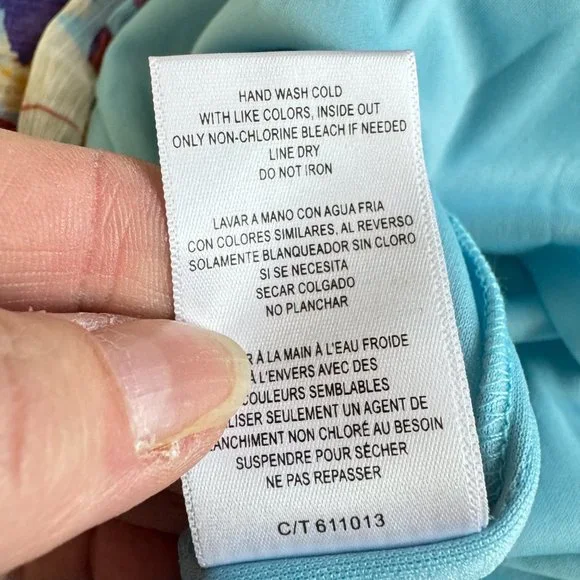 HAND WASH COLD
WITH LIKE COLORS, INSIDE OUT
ONLY NON-CHLORINE BLEACH IF NEEDED
LINE DRY
DO NOT IRON
LAVAR A MANO CON AGUA FRIA
CON COLORES SIMILARES, AL REVERSO
SOLAMENTE BLANQUEADOR SIN CLORO
SI SE NECESITA
SECAR COLGADO
NO PLANCHAR
À LA MAIN À L'EAU FROIDE
L'ENVERS AVEC DES
SEMBLABLES
SEULEMENT UN AGENT DE
NON CHLORÉ AU BESOIN
SUSPENDRE POUR SÉCHER
NE PAS REPASSER
C/T 611013